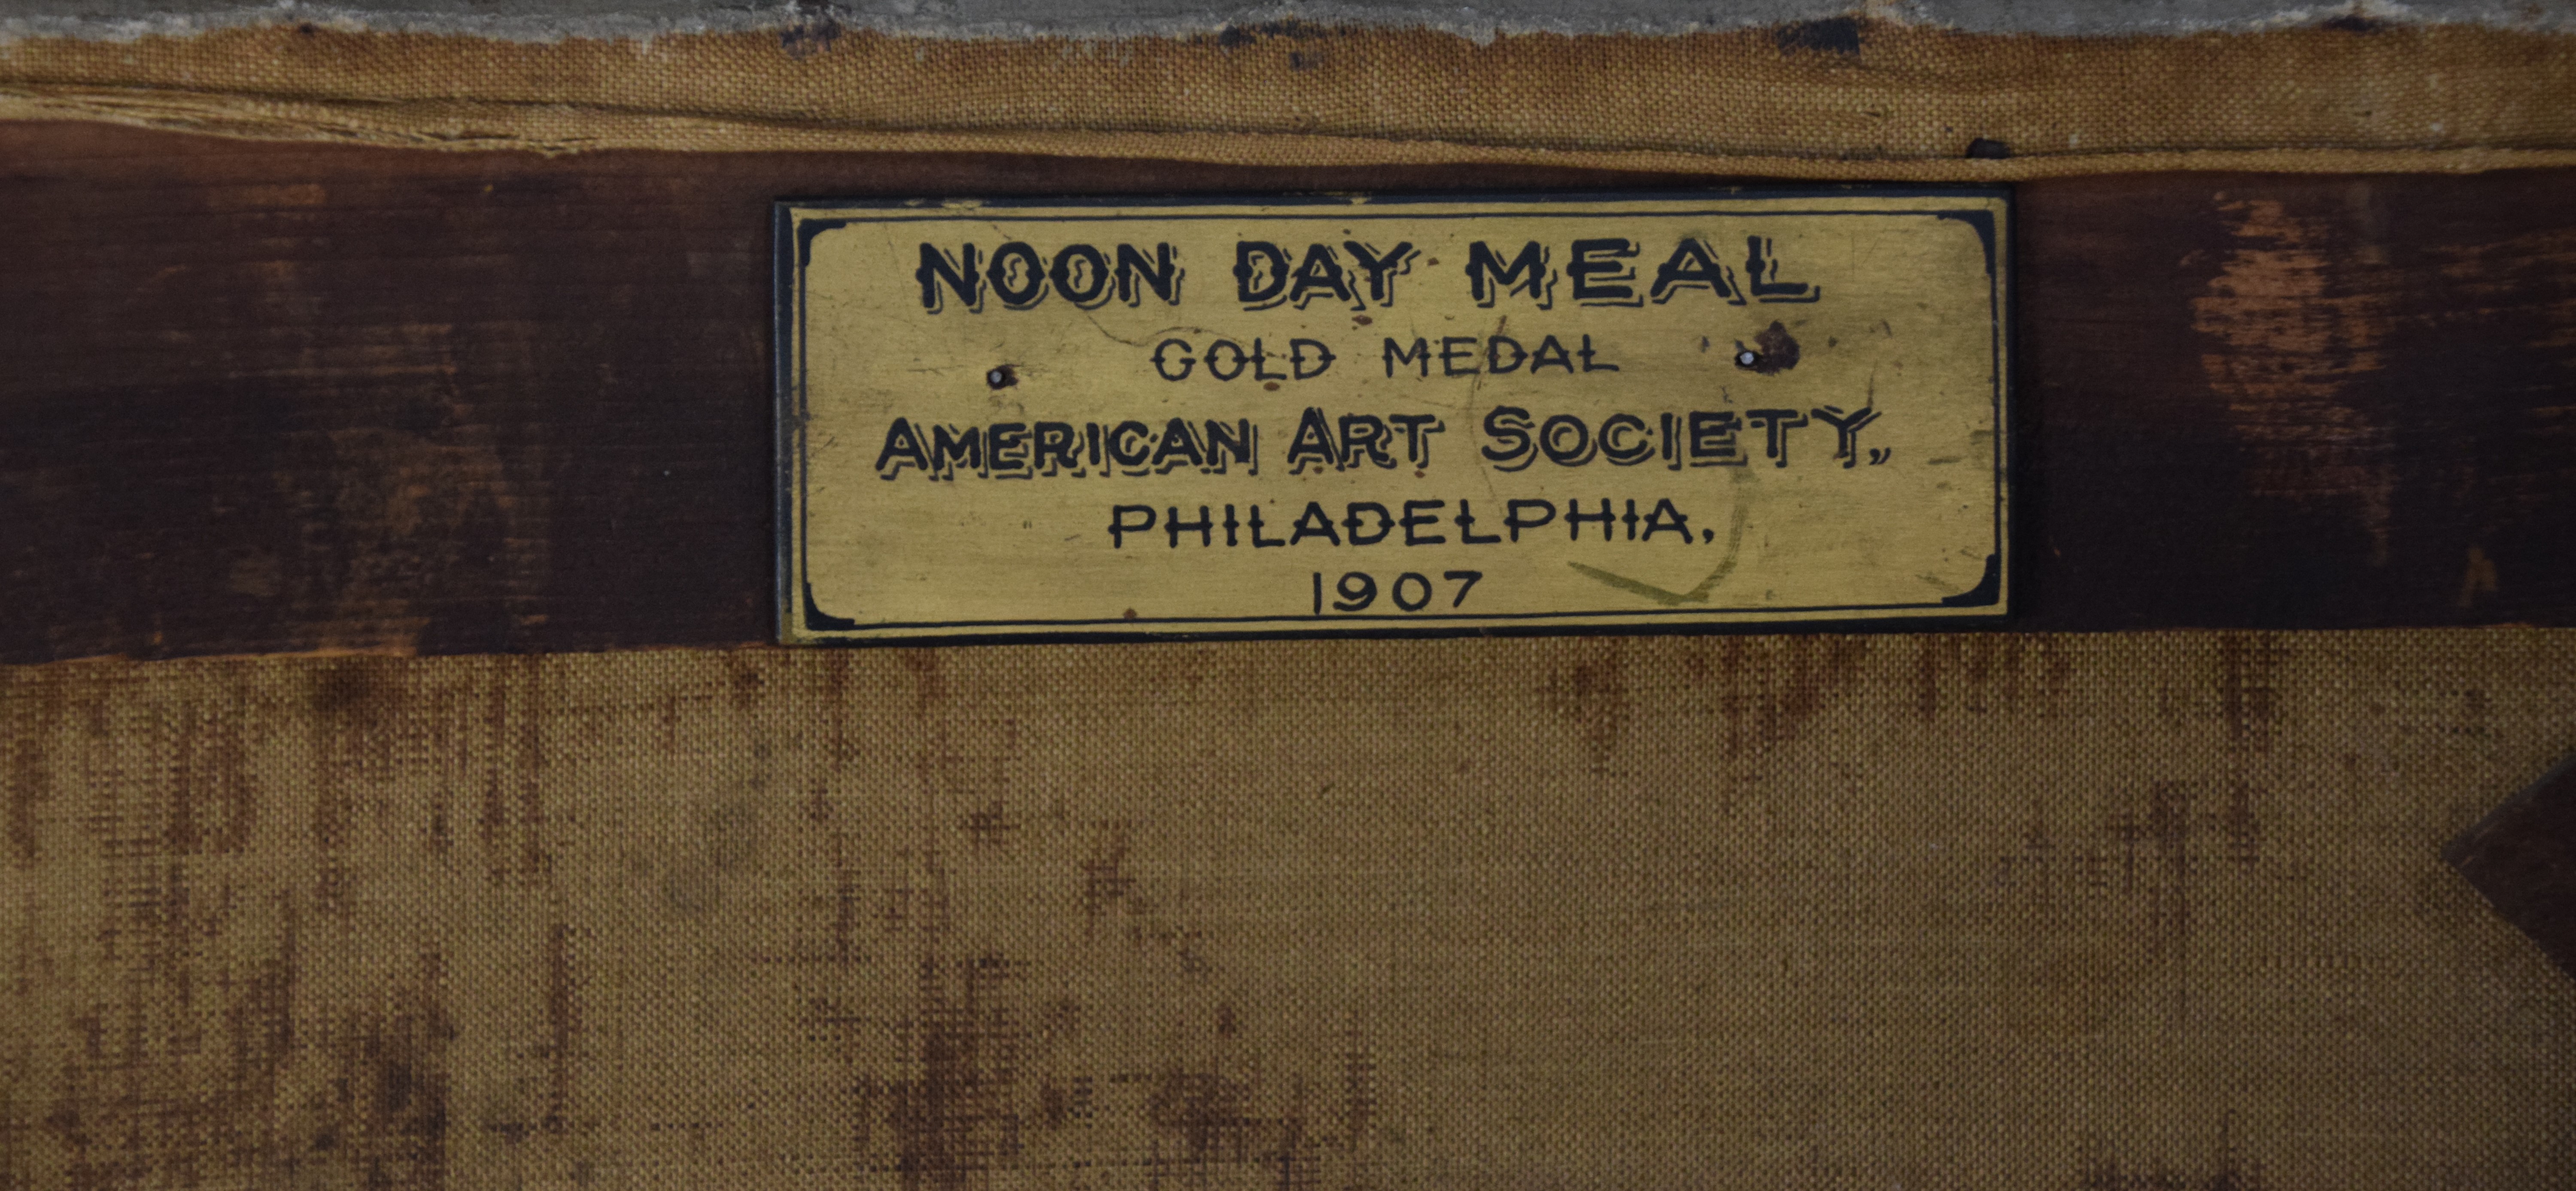 NOON DAY MEAL
GOLD MEDAL
AMERICAN ART SOCIETY,
PHILADELPHIA,
1907